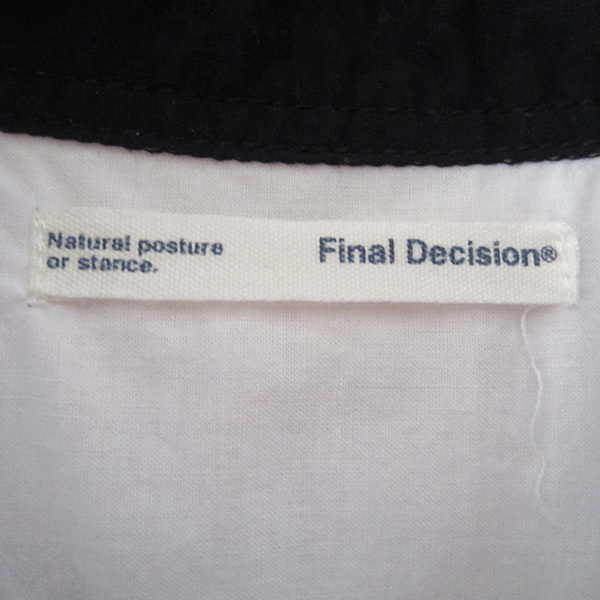 Natural posture
or stance.
Final Decision®